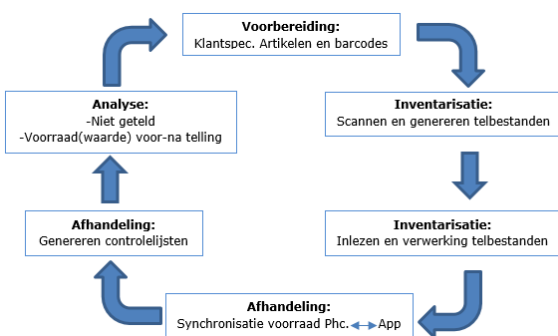 Voorbereiding:
Klantspec. Artikelen en barcodes
Inventarisatie:
Scannen en genereren telbestanden
Inventarisatie:
Inlezen en verwerking telbestanden
Afhandeling:
Synchronisatie voorraad Phc. App
Afhandeling:
Genereren controlelijsten
Analyse:
-Niet geteld
-Voorraad(waarde) voor-na telling